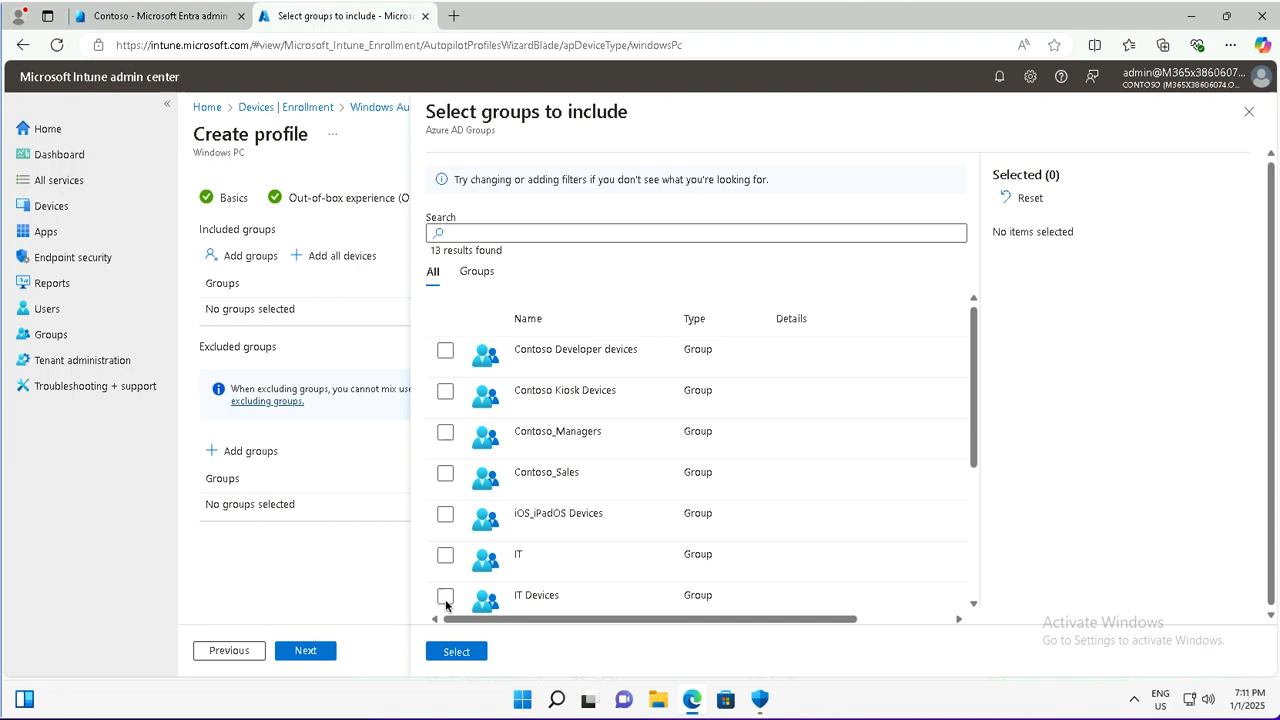 Contoso - Microsoft Entra admin
Select groups to include - Micros
https://intune.microsoft.com/#view/Microsoft_Intune_Enrollment/AutopilotProfilesWizardBlade/apDeviceType/windowsPc
Microsoft Intune admin center
admin@M365x3860607...
CONTOSO (M365X38606074.O...
Home
Dashboard
All services
Devices
Apps
Endpoint security
Reports
Users
Groups
Tenant administration
Troubleshooting + support
Home > Devices | Enrollment > Windows Au
Create profile ...
Windows PC
Basics
Out-of-box experience (O
Included groups
Add groups
Add all devices
Groups
No groups selected
Excluded groups
When excluding groups, you cannot mix use
excluding groups.
Add groups
Groups
No groups selected
Previous
Next
Select groups to include
Azure AD Groups
Try changing or adding filters if you don't see what you're looking for.
Search
13 results found
All
Groups
Name Type Details
Contoso Developer devices Group
Contoso Kiosk Devices Group
Contoso_Managers Group
Contoso_Sales Group
iOS_iPadOS Devices Group
IT Group
IT Devices Group
Select
Selected (0)
Reset
No items selected
Activate Windows
Go to Settings to activate Windows.
ENG
US
7:11 PM
1/1/2025